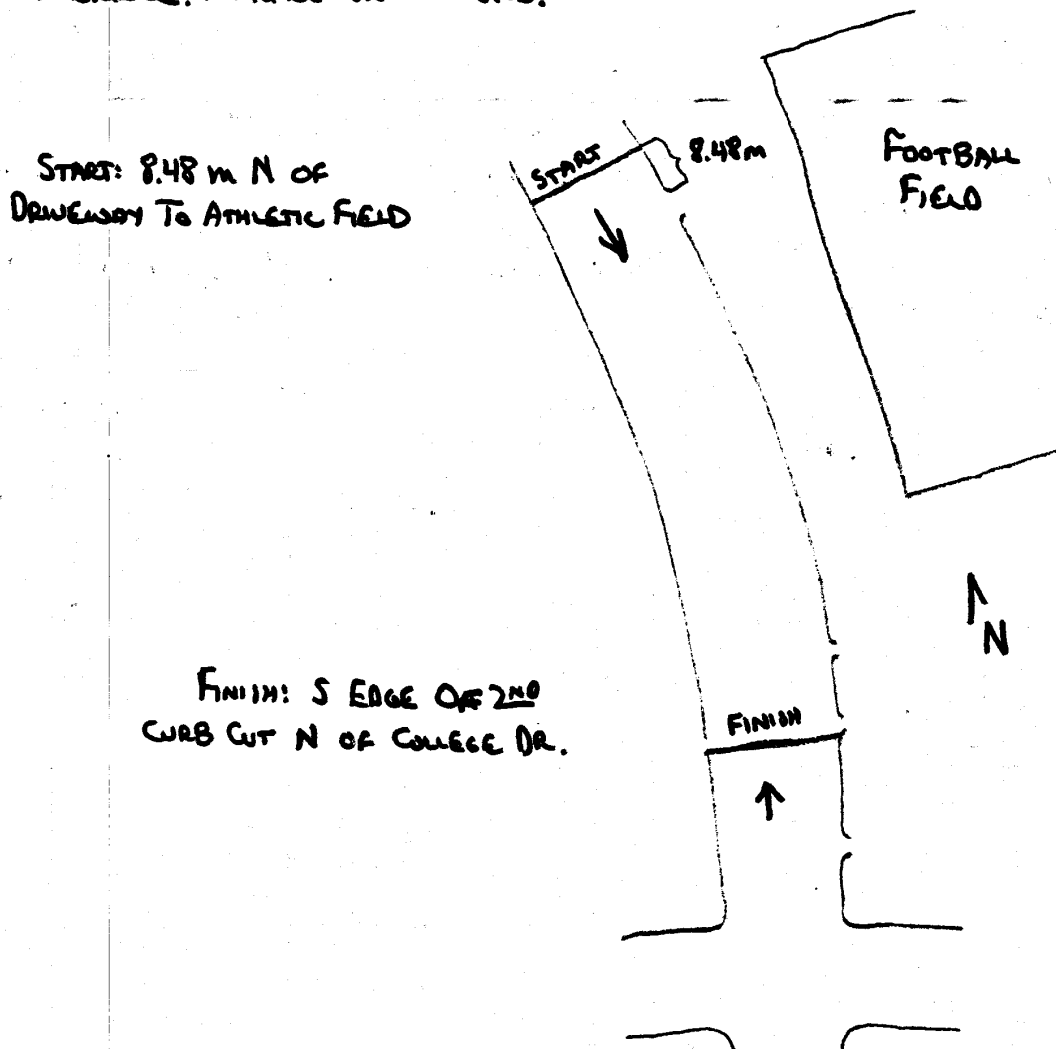 START
8.48m
START: 8.48 m N OF
DRIVEWAY TO ATHLETIC FIELD
FOOTBALL
FIELD
N
FINISH: S EDGE OF 2ND
CURB CUT N OF COLLEGE DR.
FINISH